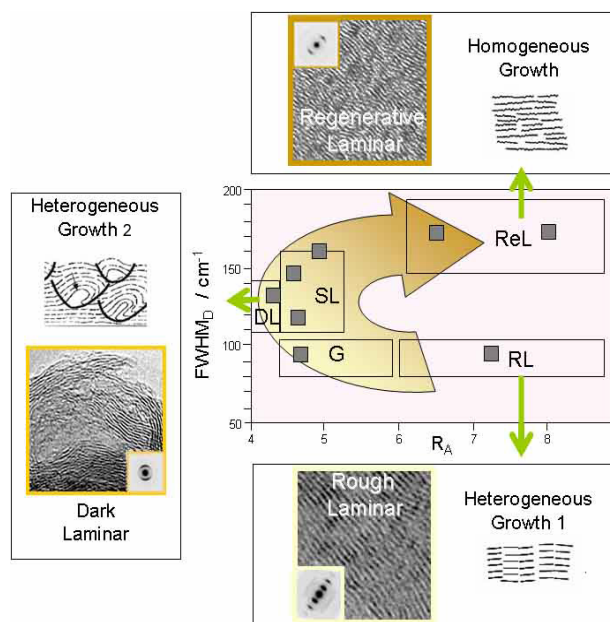 Homogeneous
Growth
Regenerative
Laminar
Heterogeneous
Growth 2
Dark
Laminar
FWHM_D / cm⁻¹
200
150
100
50
ReL
SL
DL
G
RL
4
5
6
7
8
R_A
Rough
Laminar
Heterogeneous
Growth 1